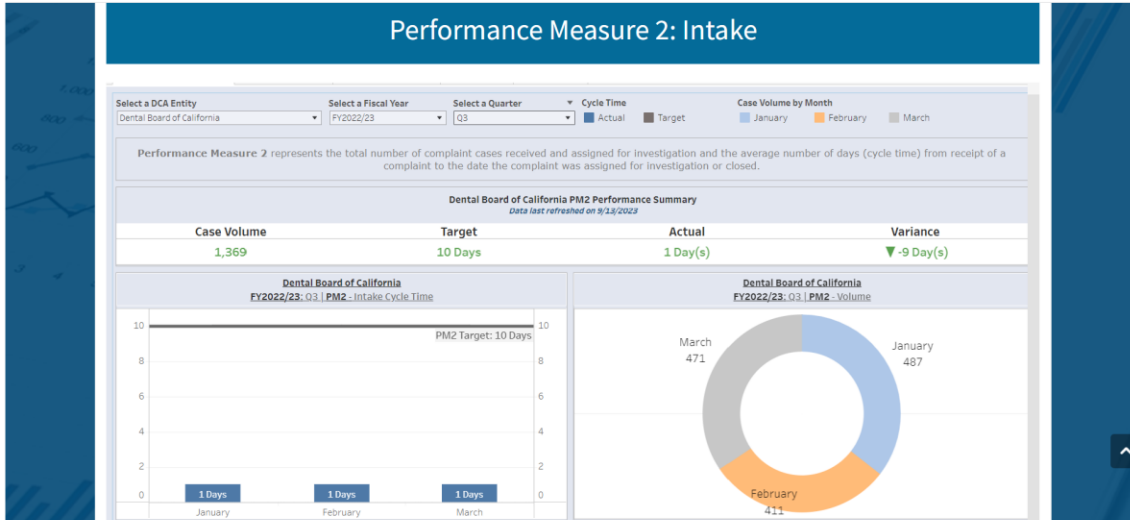 Performance Measure 2: Intake
Select a DCA Entity
Dental Board of California
Select a Fiscal Year
FY2022/23
Select a Quarter
Q3
Cycle Time
Actual
Target
Case Volume by Month
January
February
March
Performance Measure 2 represents the total number of complaint cases received and assigned for investigation and the average number of days (cycle time) from receipt of a
complaint to the date the complaint was assigned for investigation or closed.
Dental Board of California PM2 Performance Summary
Data last refreshed on 9/13/2023
Case Volume
Target
Actual
Variance
1,369
10 Days
1 Day(s)
▼ -9 Day(s)
Dental Board of California
FY2022/23: Q3 | PM2 - Intake Cycle Time
10
8
6
4
2
0
PM2 Target: 10 Days
10
8
6
4
2
0
1 Days
1 Days
1 Days
January
February
March
Dental Board of California
FY2022/23: Q3 | PM2 - Volume
March
471
January
487
February
411
1,000
800
600
3
4